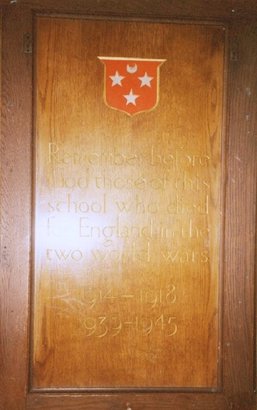 Remember before
God those of this
school who died
for England in the
two world wars
1914–1918
1939–1945